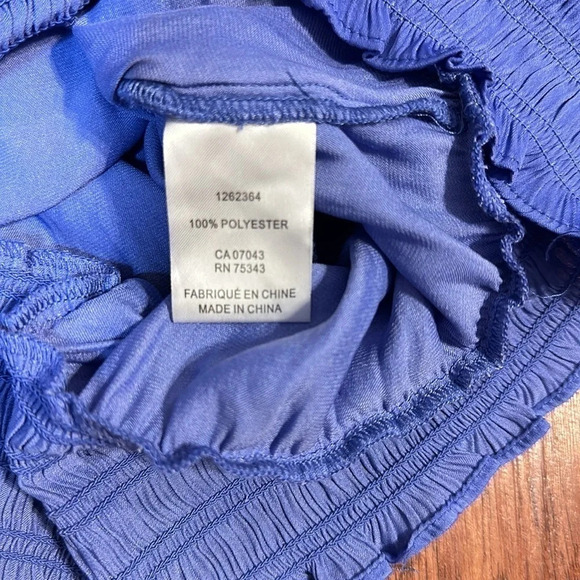 1262364
100% POLYESTER
CA 07043
RN 75343
FABRIQUÉ EN CHINE
MADE IN CHINA